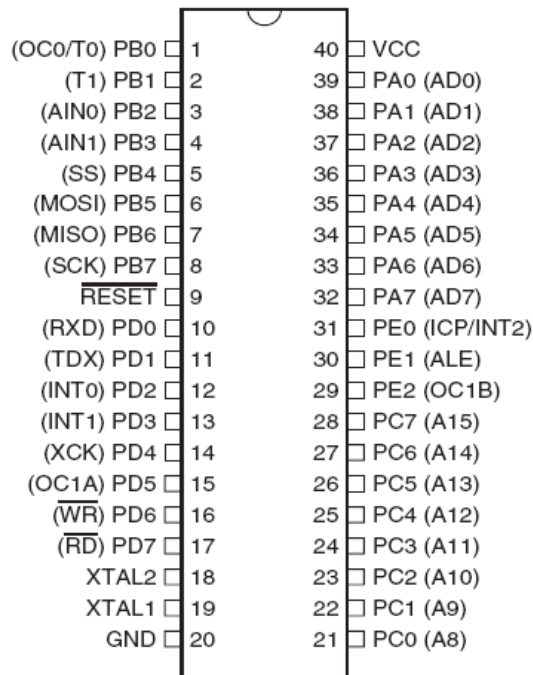 (OC0/T0) PB0 1 40 VCC
(T1) PB1 2 39 PA0 (AD0)
(AIN0) PB2 3 38 PA1 (AD1)
(AIN1) PB3 4 37 PA2 (AD2)
(SS) PB4 5 36 PA3 (AD3)
(MOSI) PB5 6 35 PA4 (AD4)
(MISO) PB6 7 34 PA5 (AD5)
(SCK) PB7 8 33 PA6 (AD6)
RESET 9 32 PA7 (AD7)
(RXD) PD0 10 31 PE0 (ICP/INT2)
(TDX) PD1 11 30 PE1 (ALE)
(INT0) PD2 12 29 PE2 (OC1B)
(INT1) PD3 13 28 PC7 (A15)
(XCK) PD4 14 27 PC6 (A14)
(OC1A) PD5 15 26 PC5 (A13)
(WR) PD6 16 25 PC4 (A12)
(RD) PD7 17 24 PC3 (A11)
XTAL2 18 23 PC2 (A10)
XTAL1 19 22 PC1 (A9)
GND 20 21 PC0 (A8)